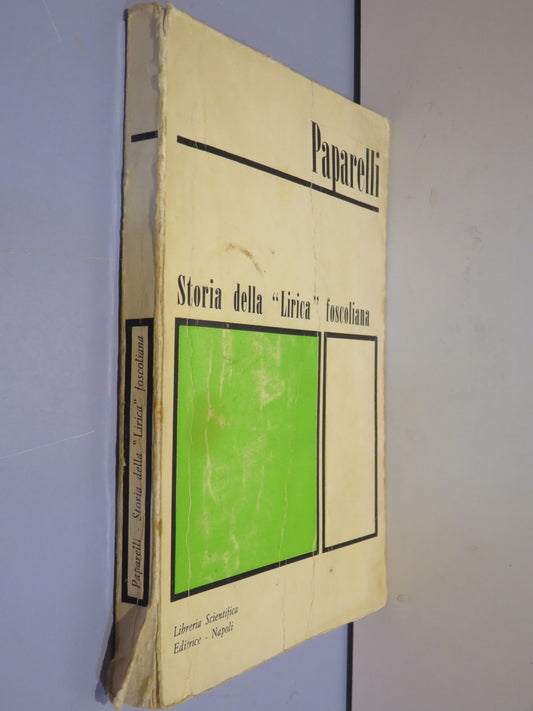 Paparelli
Storia della "Lirica" foscoliana
Libreria Scientifica
Editrice - Napoli
Paparelli - Storia della "Lirica" foscoliana